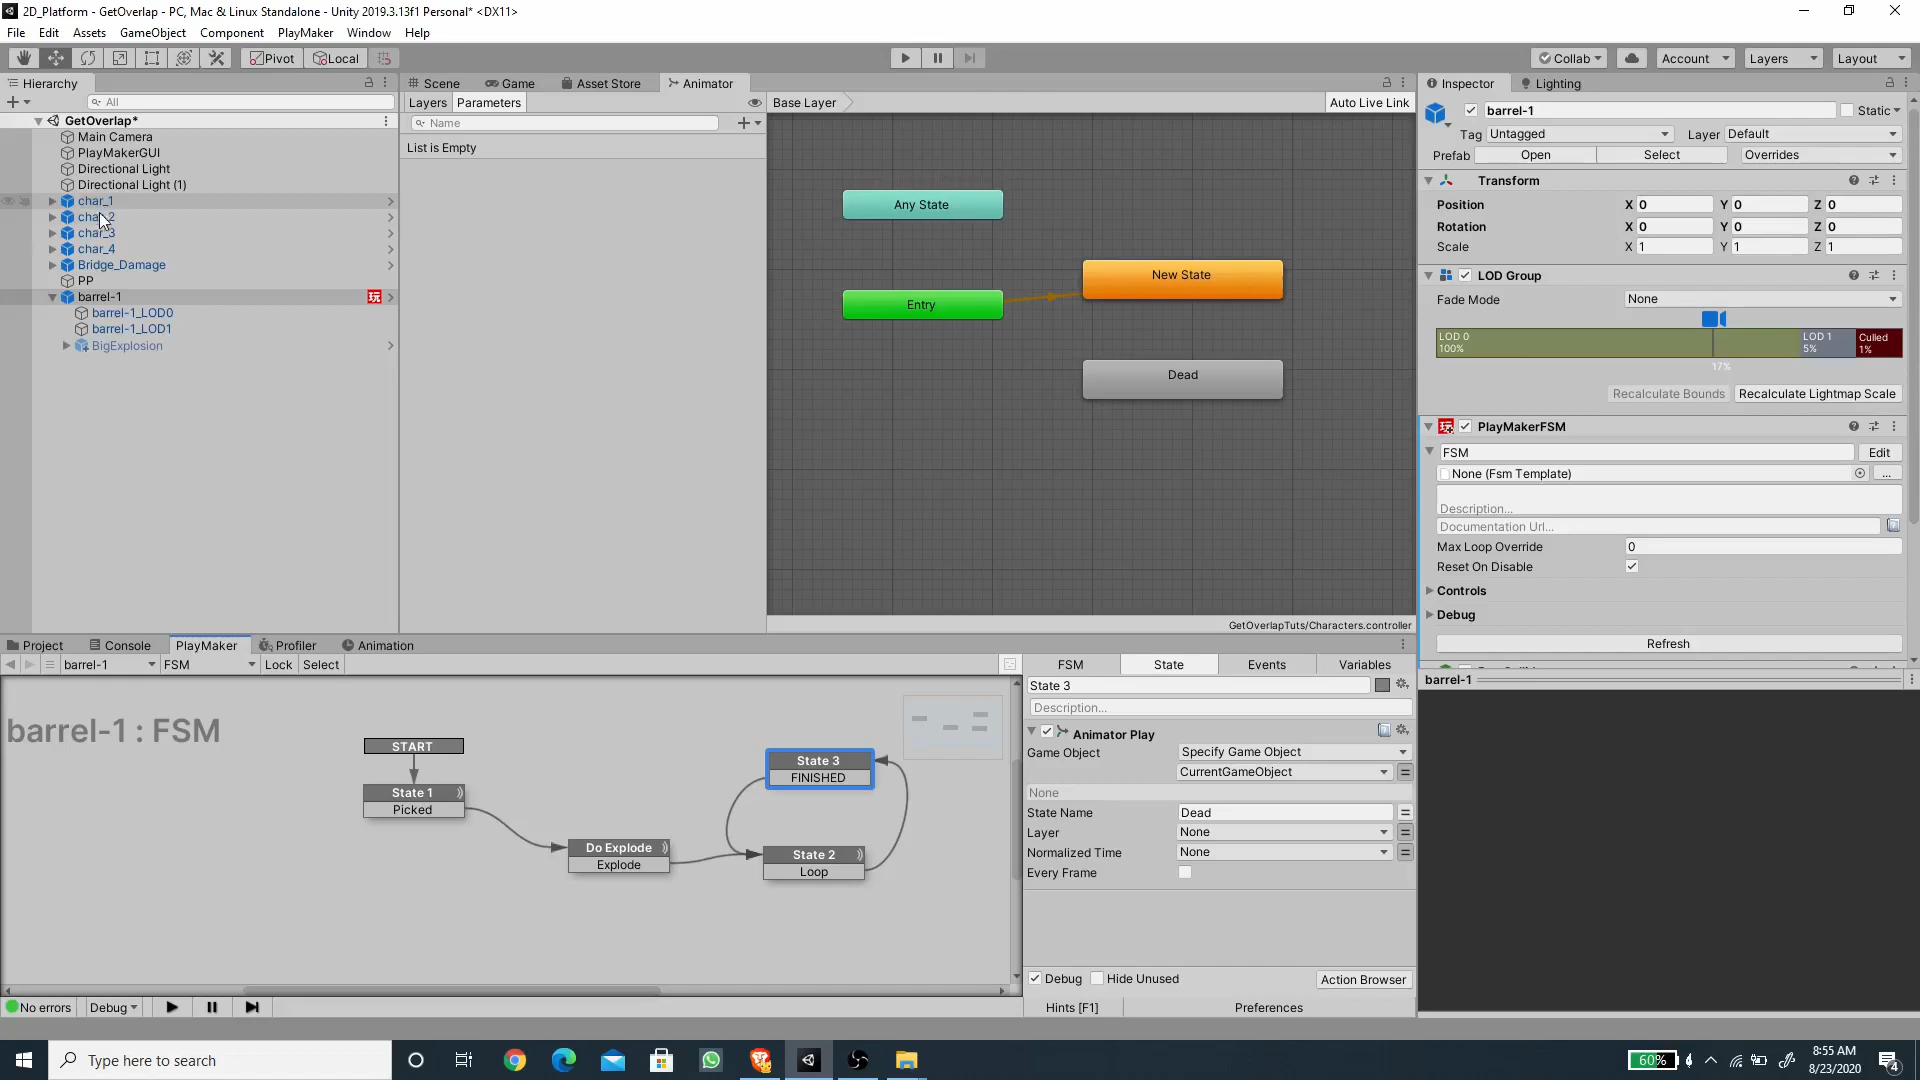 2D_Platform - GetOverlap - PC, Mac & Linux Standalone - Unity 2019.3.13f1 Personal* <DX11>
File Edit Assets GameObject Component PlayMaker Window Help
Pivot Local Collab Account Layers Layout
Hierarchy
All
GetOverlap*
Main Camera
PlayMakerGUI
Directional Light
Directional Light (1)
char_1
char_2
char_3
char_4
Bridge_Damage
PP
barrel-1
barrel-1_LOD0
barrel-1_LOD1
BigExplosion
Scene Game Asset Store Animator
Layers Parameters Base Layer Auto Live Link
Name
List is Empty
Any State
New State
Entry
Dead
GetOverlapTuts/Characters.controller
Inspector Lighting
barrel-1 Static
Tag Untagged Layer Default
Prefab Open Select Overrides
Transform
Position X 0 Y 0 Z 0
Rotation X 0 Y 0 Z 0
Scale X 1 Y 1 Z 1
LOD Group
Fade Mode None
LOD 0 LOD 1 Culled
100% 5% 1%
17%
Recalculate Bounds Recalculate Lightmap Scale
玩 PlayMakerFSM
FSM Edit
None (Fsm Template) ...
Description...
Documentation Url...
Max Loop Override 0
Reset On Disable
Controls
Debug
Refresh
barrel-1
Project Console PlayMaker Profiler Animation
barrel-1 FSM Lock Select
barrel-1 : FSM
START
State 1
Picked
Do Explode
Explode
State 3
FINISHED
State 2
Loop
FSM State Events Variables
State 3
Description...
Animator Play
Game Object Specify Game Object
CurrentGameObject
None
State Name Dead
Layer None
Normalized Time None
Every Frame
Debug Hide Unused Action Browser
No errors Debug Hints [F1] Preferences
Type here to search
60%
8:55 AM
8/23/2020
4